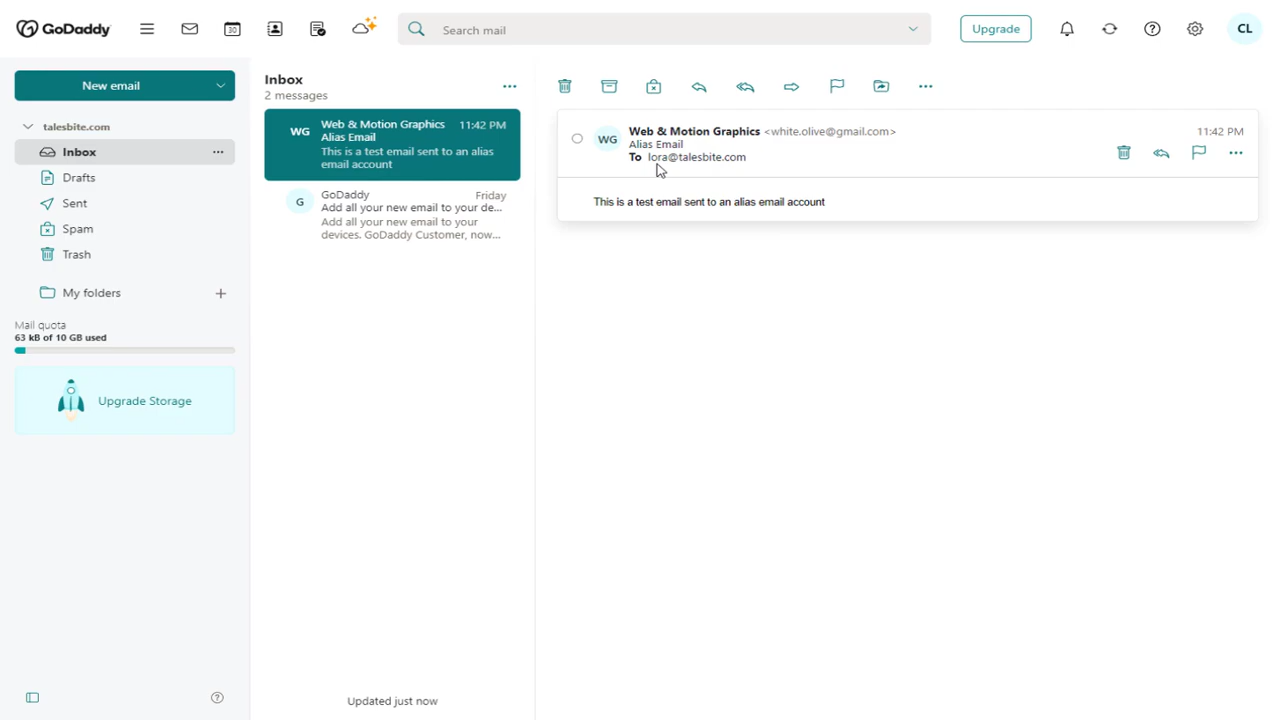 GoDaddy
30
Search mail
Upgrade
CL
New email
talesbite.com
Inbox
Drafts
Sent
Spam
Trash
My folders
Mail quota
63 kB of 10 GB used
Upgrade Storage
Inbox
2 messages
WG
Web & Motion Graphics 11:42 PM
Alias Email
This is a test email sent to an alias
email account
G
GoDaddy Friday
Add all your new email to your de...
Add all your new email to your
devices. GoDaddy Customer, now...
Updated just now
WG
Web & Motion Graphics <white.olive@gmail.com> 11:42 PM
Alias Email
To lora@talesbite.com
This is a test email sent to an alias email account